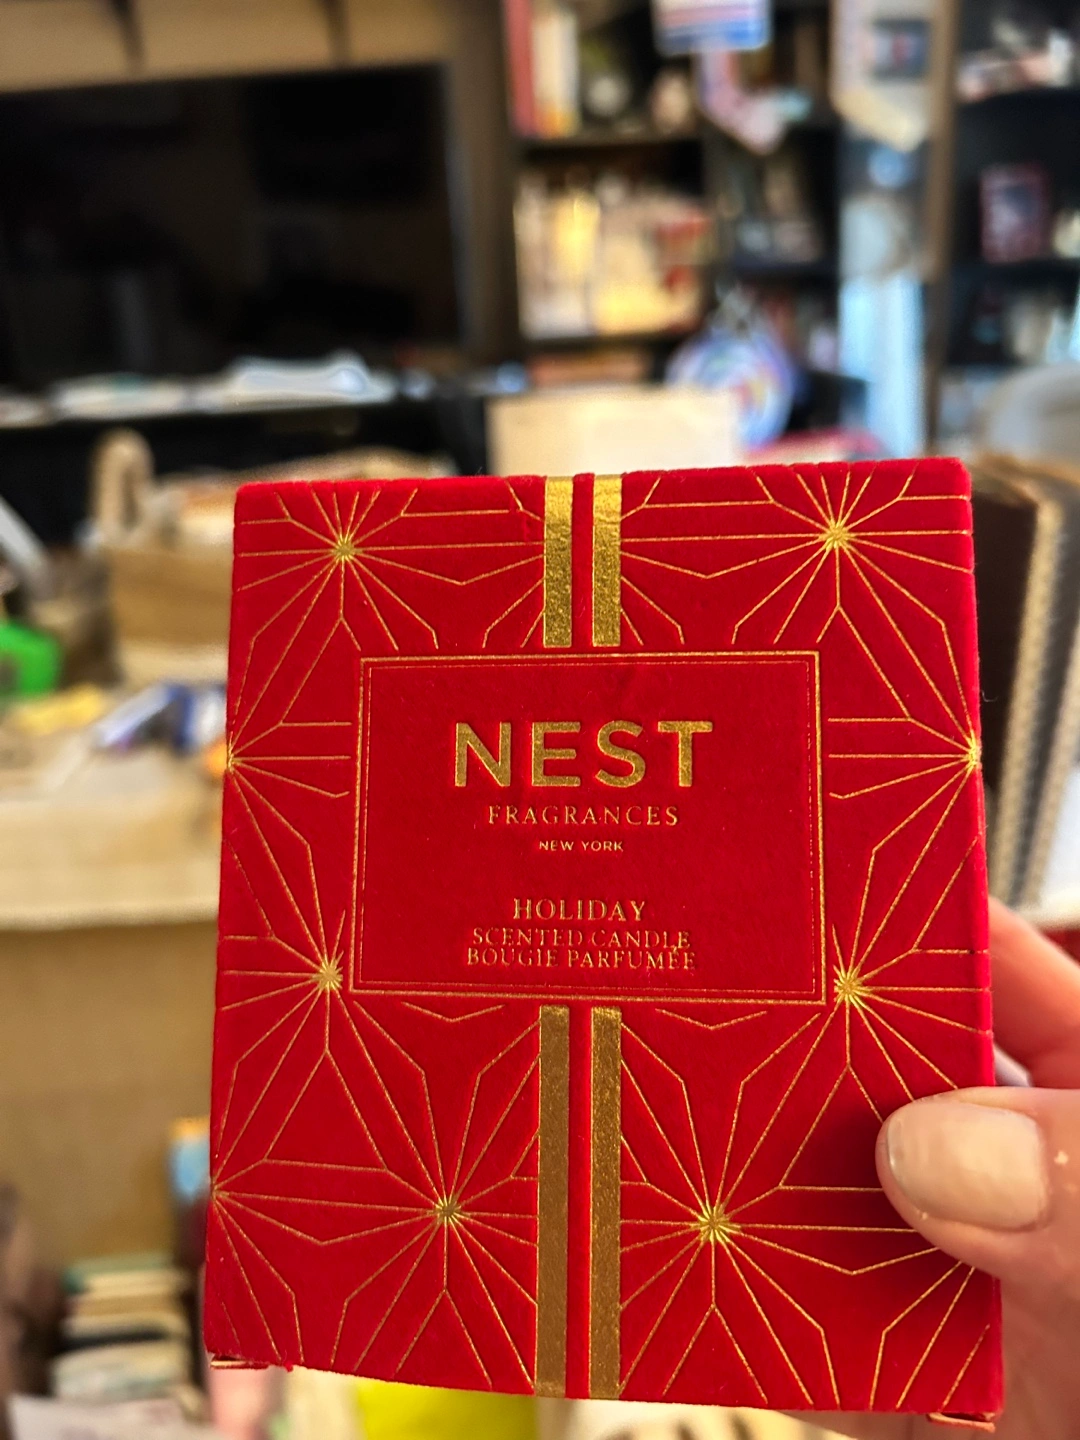 NEST
FRAGRANCES
NEW YORK
HOLIDAY
SCENTED CANDLE
BOUGIE PARFUMÉE